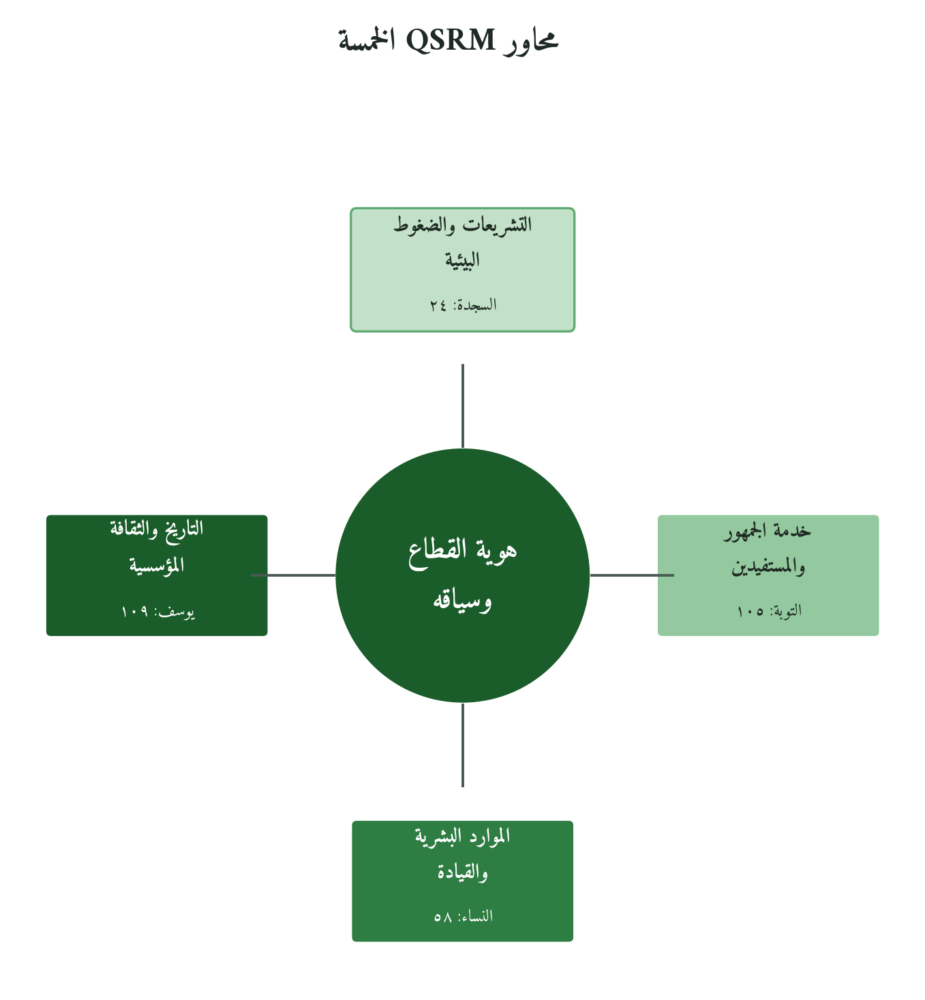 محاور QSRM الخمسة
التشريعات والضغوط
البيئية
السجدة: ٢٤
خدمة الجمهور
والمستفيدين
التوبة: ١٠٥
هوية القطاع
وسياقه
التاريخ والثقافة
المؤسسية
يوسف: ١٠٩
الموارد البشرية
والقيادة
النساء: ٥٨